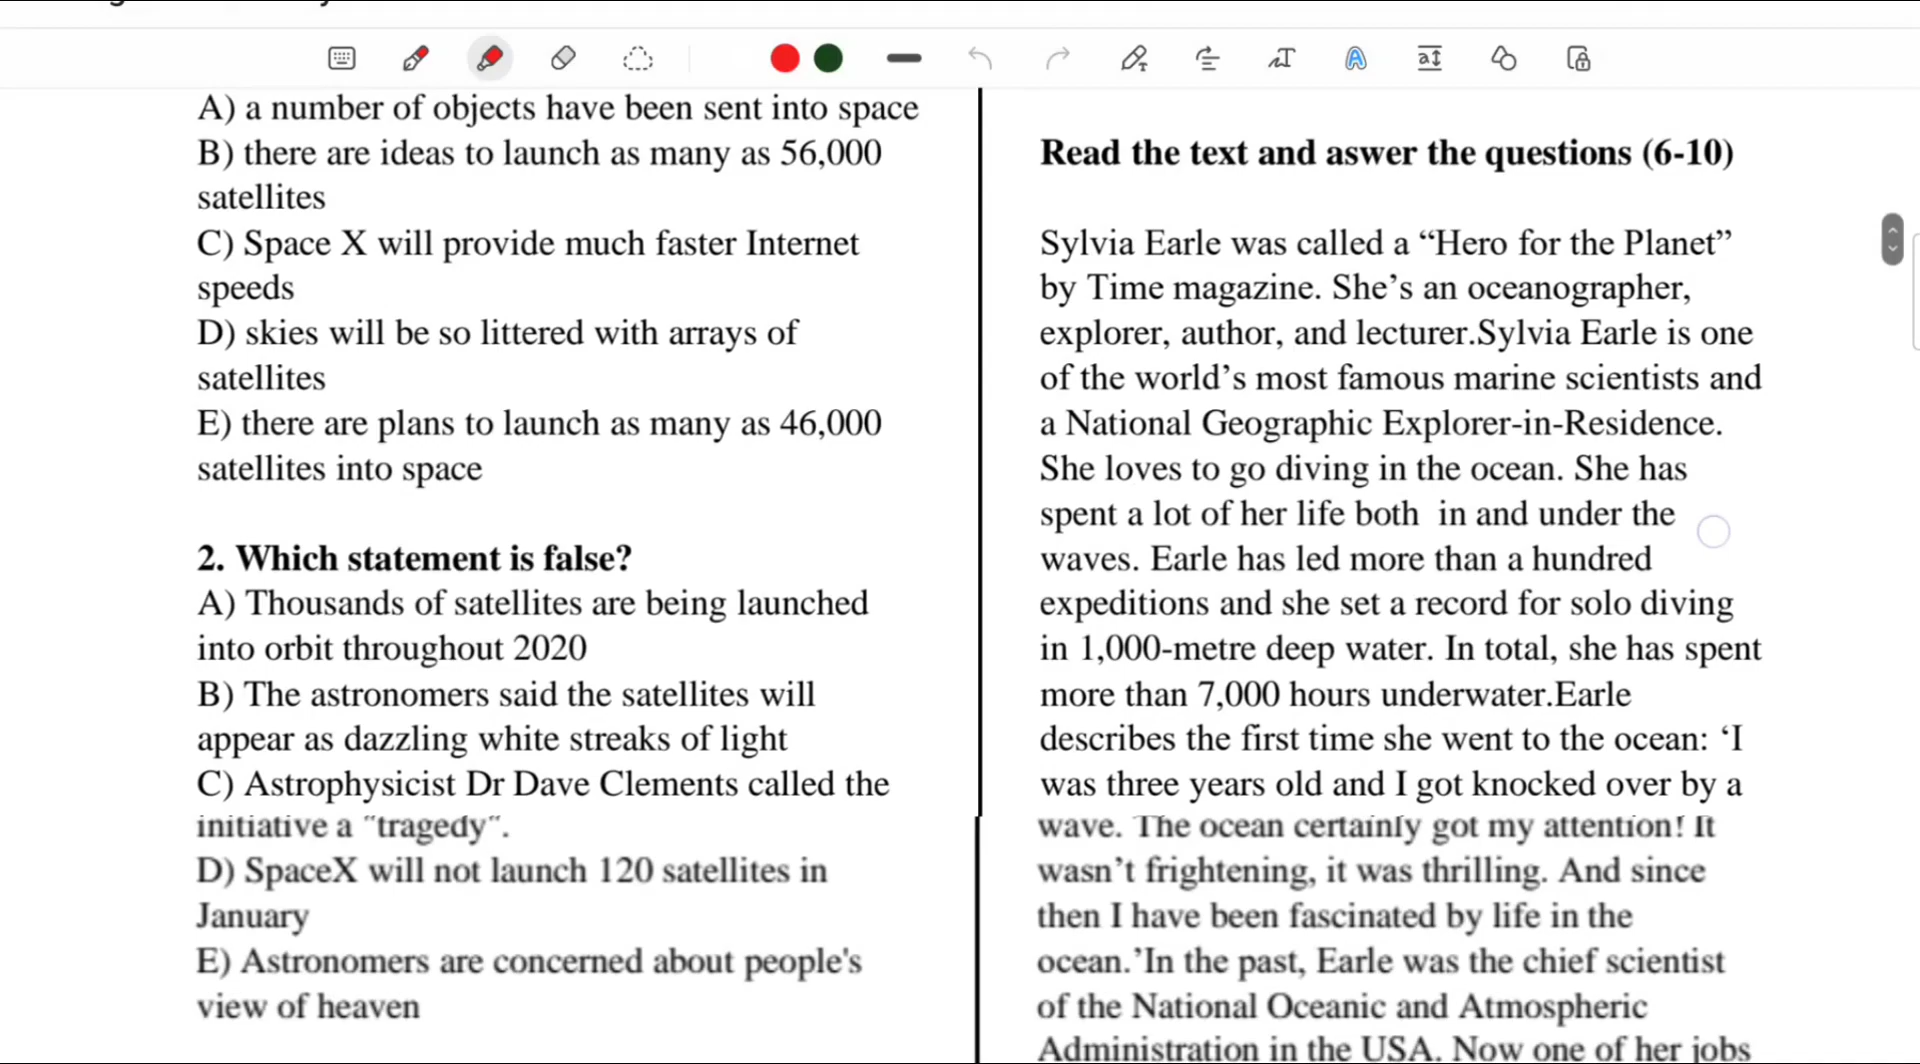 A) a number of objects have been sent into space
B) there are ideas to launch as many as 56,000
satellites
C) Space X will provide much faster Internet
speeds
D) skies will be so littered with arrays of
satellites
E) there are plans to launch as many as 46,000
satellites into space
2. Which statement is false?
A) Thousands of satellites are being launched
into orbit throughout 2020
B) The astronomers said the satellites will
appear as dazzling white streaks of light
C) Astrophysicist Dr Dave Clements called the
initiative a "tragedy".
D) SpaceX will not launch 120 satellites in
January
E) Astronomers are concerned about people's
view of heaven
Read the text and aswer the questions (6-10)
Sylvia Earle was called a “Hero for the Planet”
by Time magazine. She’s an oceanographer,
explorer, author, and lecturer.Sylvia Earle is one
of the world’s most famous marine scientists and
a National Geographic Explorer-in-Residence.
She loves to go diving in the ocean. She has
spent a lot of her life both in and under the
waves. Earle has led more than a hundred
expeditions and she set a record for solo diving
in 1,000-metre deep water. In total, she has spent
more than 7,000 hours underwater.Earle
describes the first time she went to the ocean: ‘I
was three years old and I got knocked over by a
wave. The ocean certainly got my attention! It
wasn’t frightening, it was thrilling. And since
then I have been fascinated by life in the
ocean.’In the past, Earle was the chief scientist
of the National Oceanic and Atmospheric
Administration in the USA. Now one of her jobs